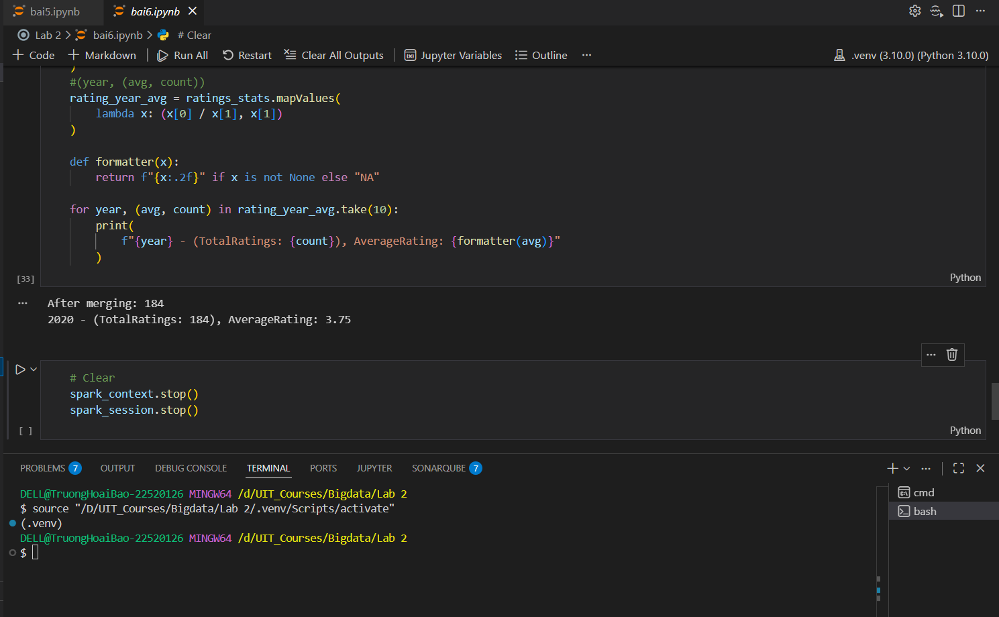 bai5.ipynb
bai6.ipynb
Lab 2 > bai6.ipynb > # Clear
+ Code + Markdown Run All Restart Clear All Outputs Jupyter Variables Outline ... .venv (3.10.0) (Python 3.10.0)
)
#(year, (avg, count))
rating_year_avg = ratings_stats.mapValues(
    lambda x: (x[0] / x[1], x[1])
)
def formatter(x):
    return f"{x:.2f}" if x is not None else "NA"
for year, (avg, count) in rating_year_avg.take(10):
    print(
        f"{year} - (TotalRatings: {count}), AverageRating: {formatter(avg)}"
    )
[33]
Python
... After merging: 184
2020 - (TotalRatings: 184), AverageRating: 3.75
# Clear
spark_context.stop()
spark_session.stop()
[ ]
Python
PROBLEMS 7 OUTPUT DEBUG CONSOLE TERMINAL PORTS JUPYTER SONARQUBE 7
DELL@TruongHoaiBao-22520126 MINGW64 /d/UIT_Courses/Bigdata/Lab 2
$ source "/D/UIT_Courses/Bigdata/Lab 2/.venv/Scripts/activate"
(.venv)
DELL@TruongHoaiBao-22520126 MINGW64 /d/UIT_Courses/Bigdata/Lab 2
$
cmd
bash